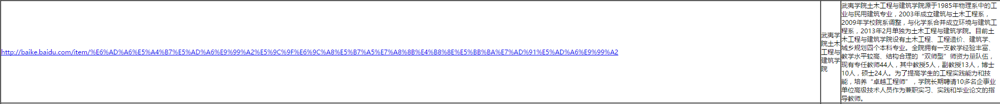 http://baike.baidu.com/item/%E6%AD%A6%E5%A4%B7%E5%AD%A6%E9%99%A2%E5%9C%9F%E6%9C%A8%E5%B7%A5%E7%A8%8B%E4%B8%8E%E5%BB%BA%E7%AD%91%E5%AD%A6%E9%99%A2
武夷学
院土木
工程与
建筑学
院
武夷学院土木工程与建筑学院源于1985年物理系中的工
业与民用建筑专业，2003年成立建筑与土木工程系，
2009年学校院系调整，与化学系合并成立环境与建筑工
程系，2013年2月单独为土木工程与建筑学院。目前土
木工程与建筑学院设有土木工程、工程造价、建筑学、
城乡规划四个本科专业。全院拥有一支教学经验丰富、
教学水平较高、结构合理的“双师型”师资力量队伍，
现有专任教师44人，其中教授5人，副教授13人，博士
10人，硕士24人。为了提高学生的工程实践能力和技
能，培养“卓越工程师”，学院长期聘请10多名企事业
单位高级技术人员作为兼职实习、实践和毕业论文的指
导教师。